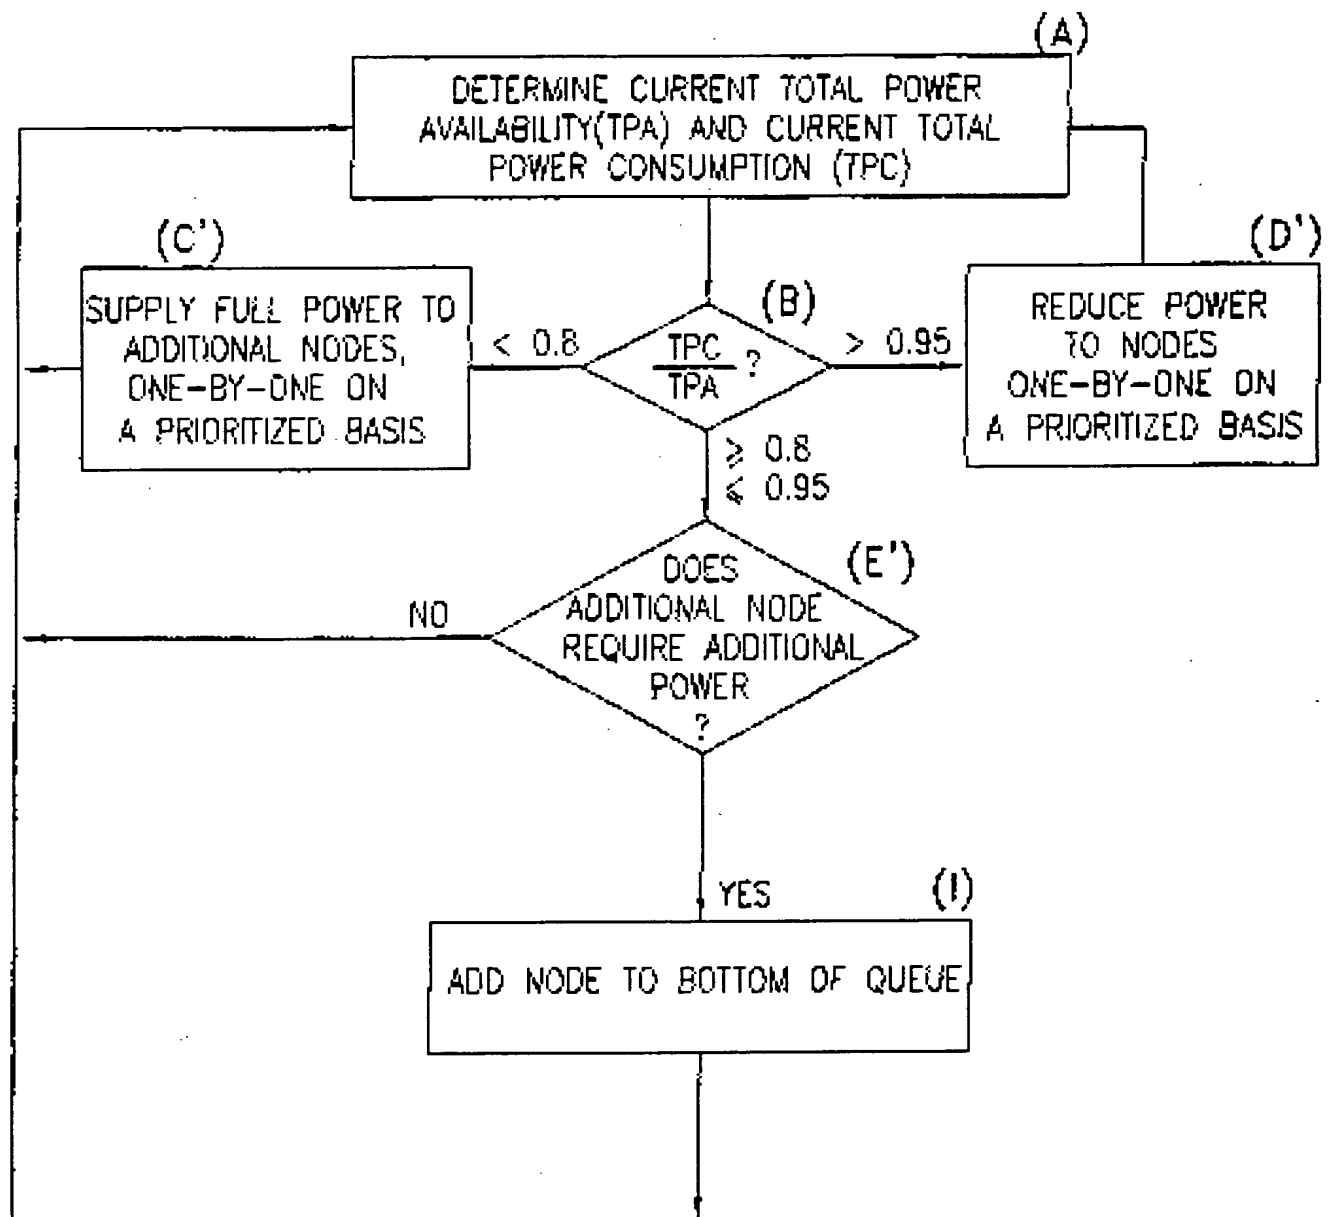 (A)
DETERMINE CURRENT TOTAL POWER
AVAILABILITY(TPA) AND CURRENT TOTAL
POWER CONSUMPTION (TPC)
(C')
SUPPLY FULL POWER TO
ADDITIONAL NODES,
ONE-BY-ONE ON
A PRIORITIZED BASIS
< 0.8
(B)
TPC
TPA
?
> 0.95
(D')
REDUCE POWER
TO NODES
ONE-BY-ONE ON
A PRIORITIZED BASIS
⩾ 0.8
⩽ 0.95
(E')
DOES
ADDITIONAL NODE
REQUIRE ADDITIONAL
POWER
?
NO
YES
(I)
ADD NODE TO BOTTOM OF QUEUE